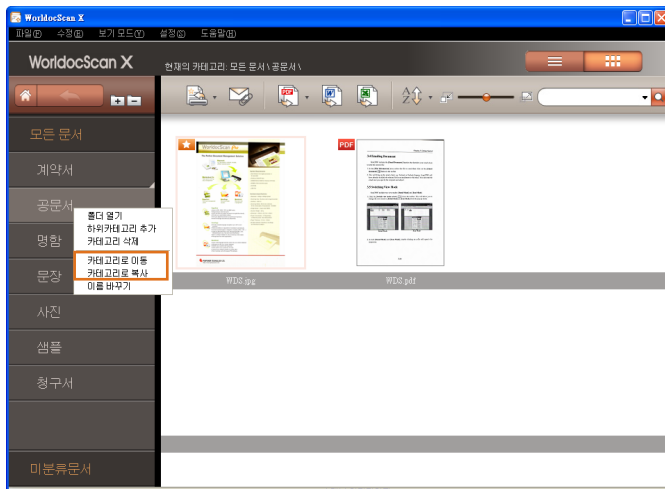 WorldocScan X
파일(F) 수정(E) 보기 모드(V) 설정(S) 도움말(H)
WorldocScan X
현재의 카테고리: 모든 문서 \ 공문서 \
모든 문서
계약서
공문서
명함
문장
사진
샘플
청구서
미분류문서
폴더 열기
하위카테고리 추가
카테고리 삭제
카테고리로 이동
카테고리로 복사
이름 바꾸기
PDF
WorldocScan Pro
WDS.jpg
WDS.pdf